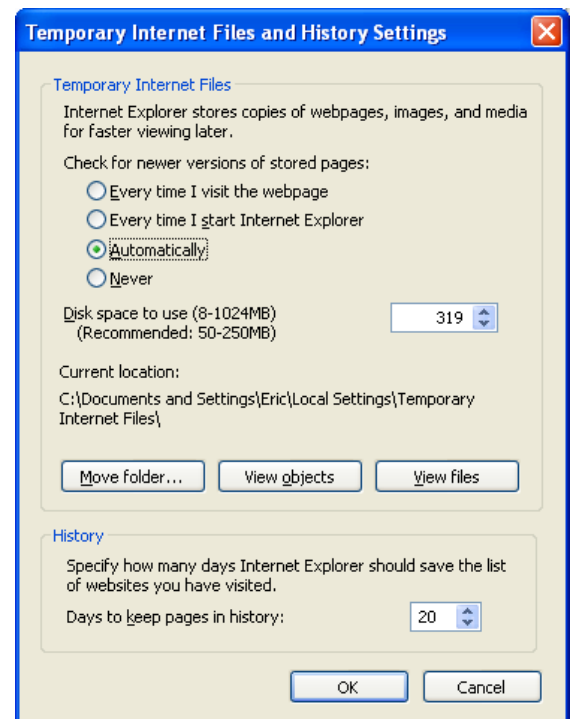 Temporary Internet Files and History Settings
Temporary Internet Files
Internet Explorer stores copies of webpages, images, and media
for faster viewing later.
Check for newer versions of stored pages:
Every time I visit the webpage
Every time I start Internet Explorer
Automatically
Never
Disk space to use (8-1024MB)
(Recommended: 50-250MB)
319
Current location:
C:\Documents and Settings\Eric\Local Settings\Temporary
Internet Files\
Move folder... View objects View files
History
Specify how many days Internet Explorer should save the list
of websites you have visited.
Days to keep pages in history: 20
OK Cancel